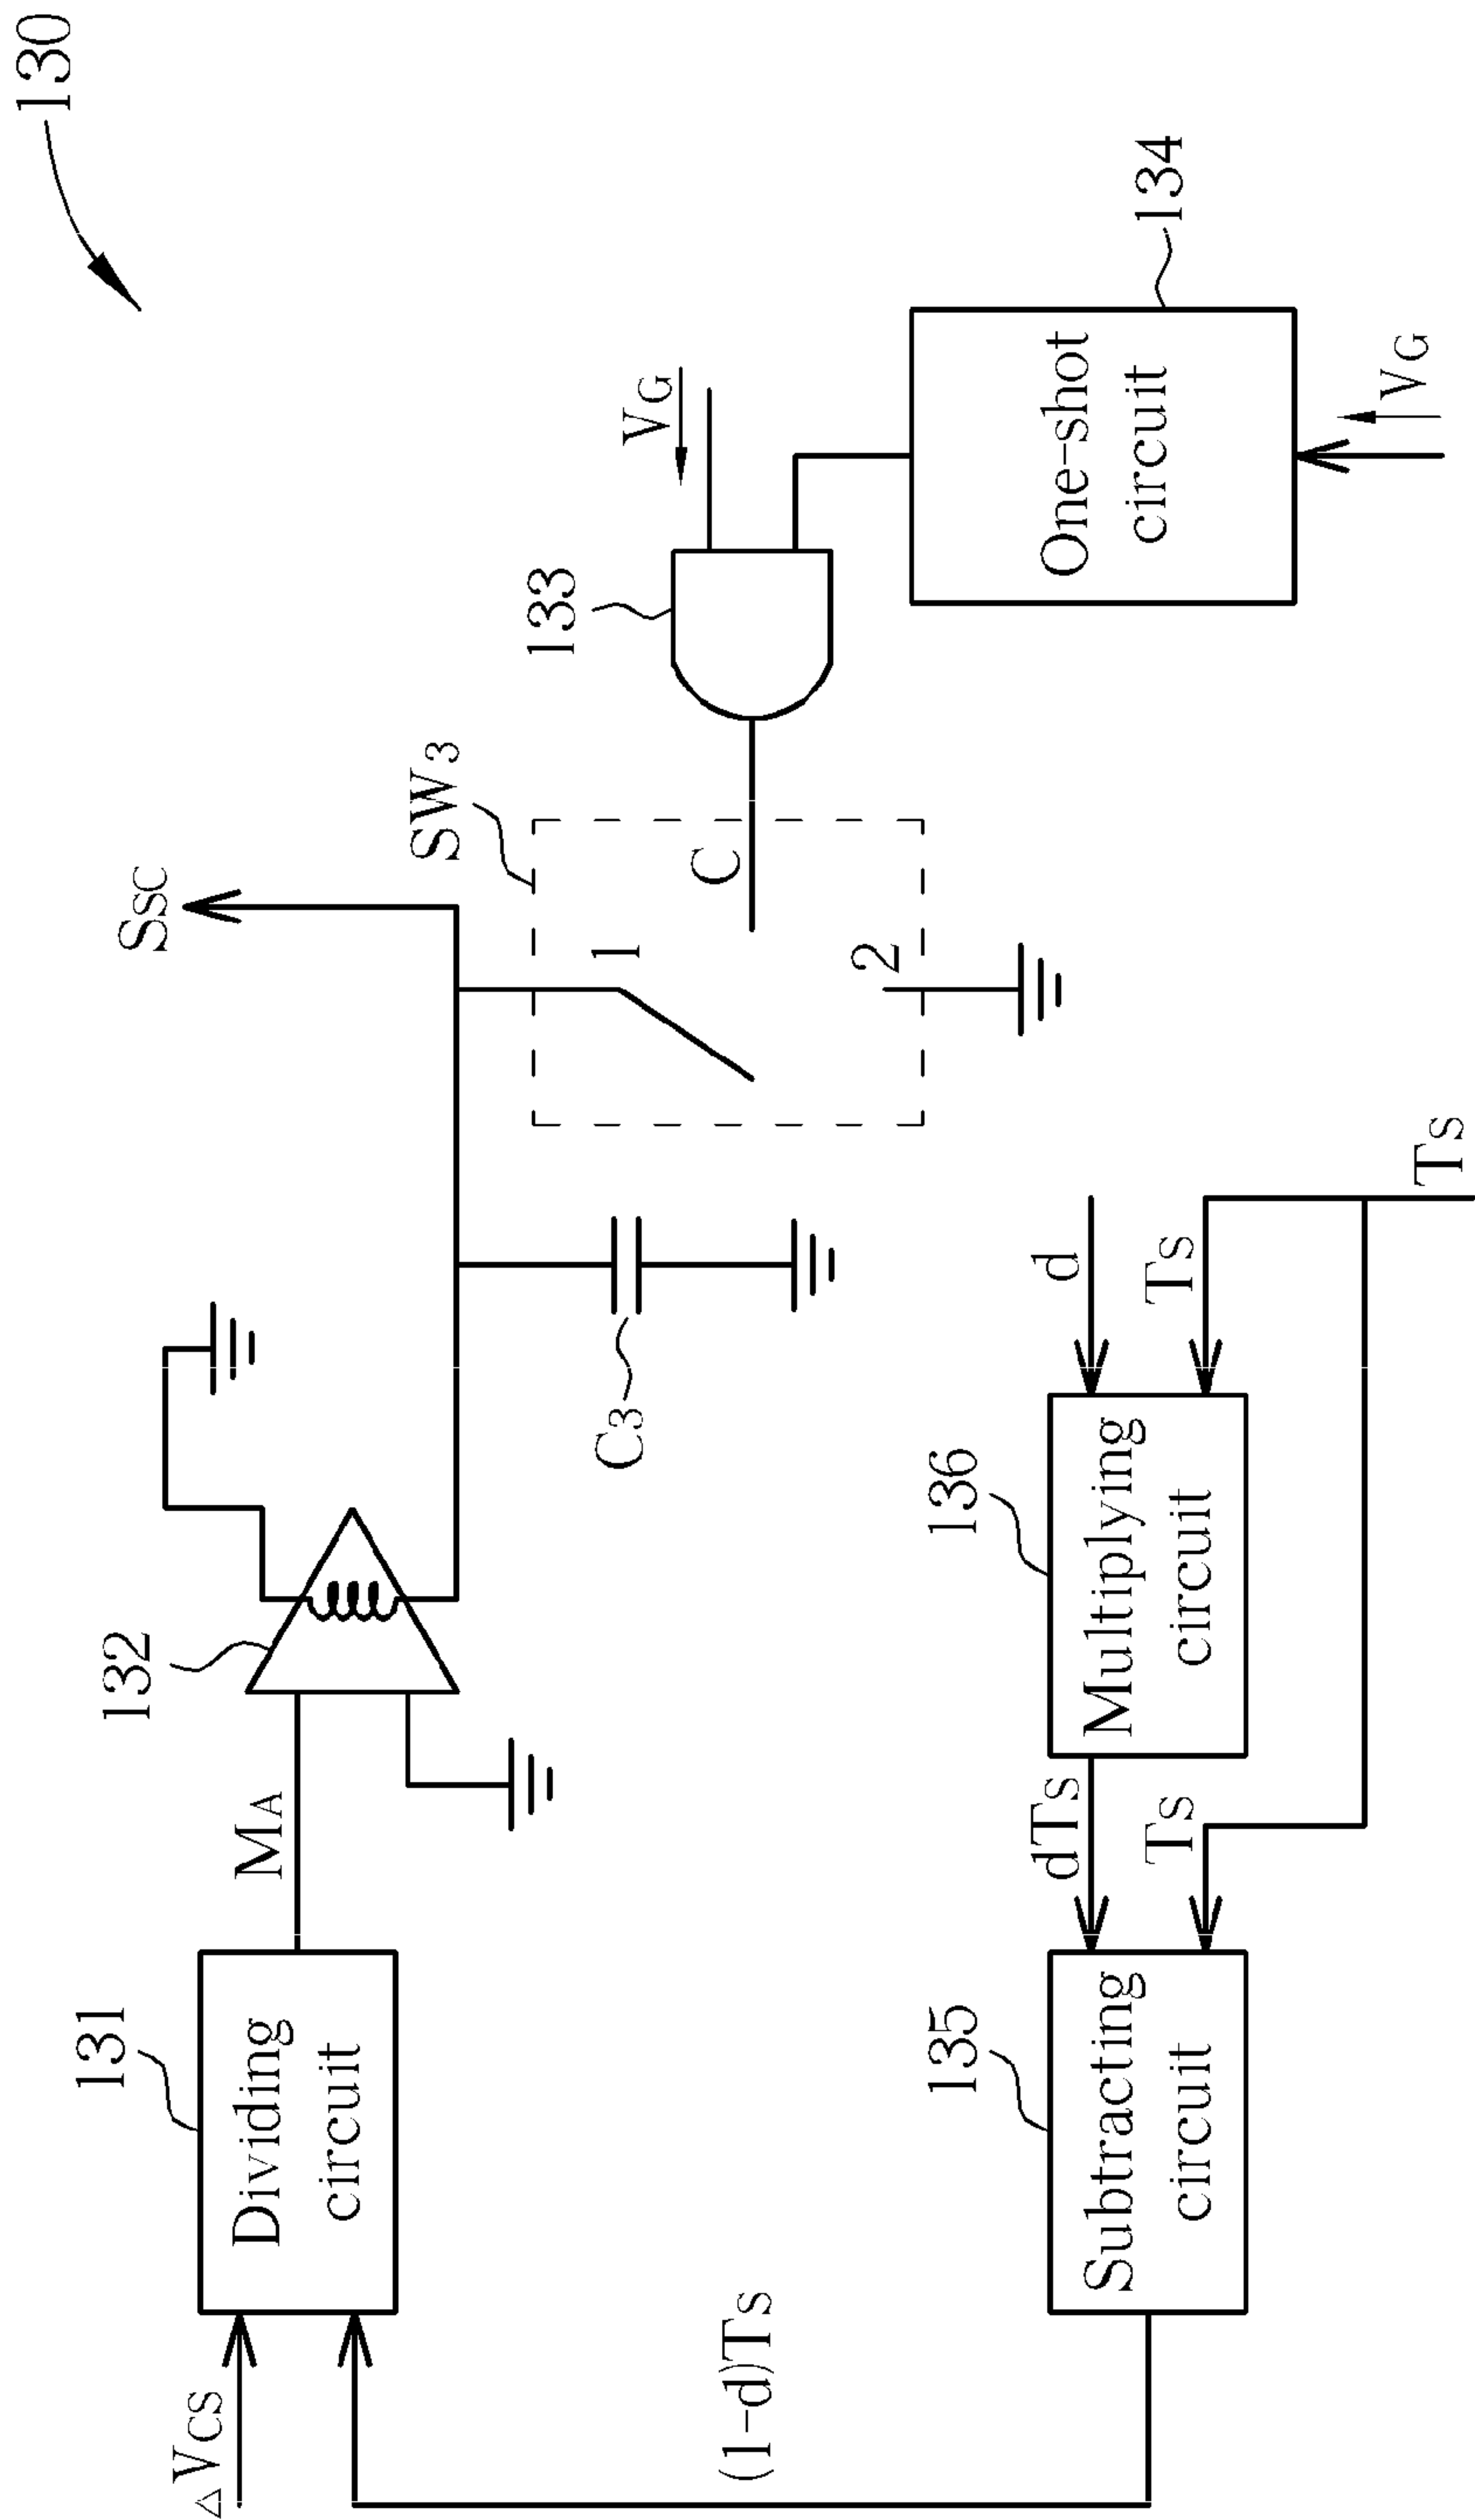 130
SSC
132
131
△VCS
Dividing
circuit
MA
C3
SW3
1
C
2
133
VG
(1-d)TS
135
Subtracting
circuit
dTS
TS
136
Multiplying
circuit
d
TS
TS
One-shot
circuit
134
VG